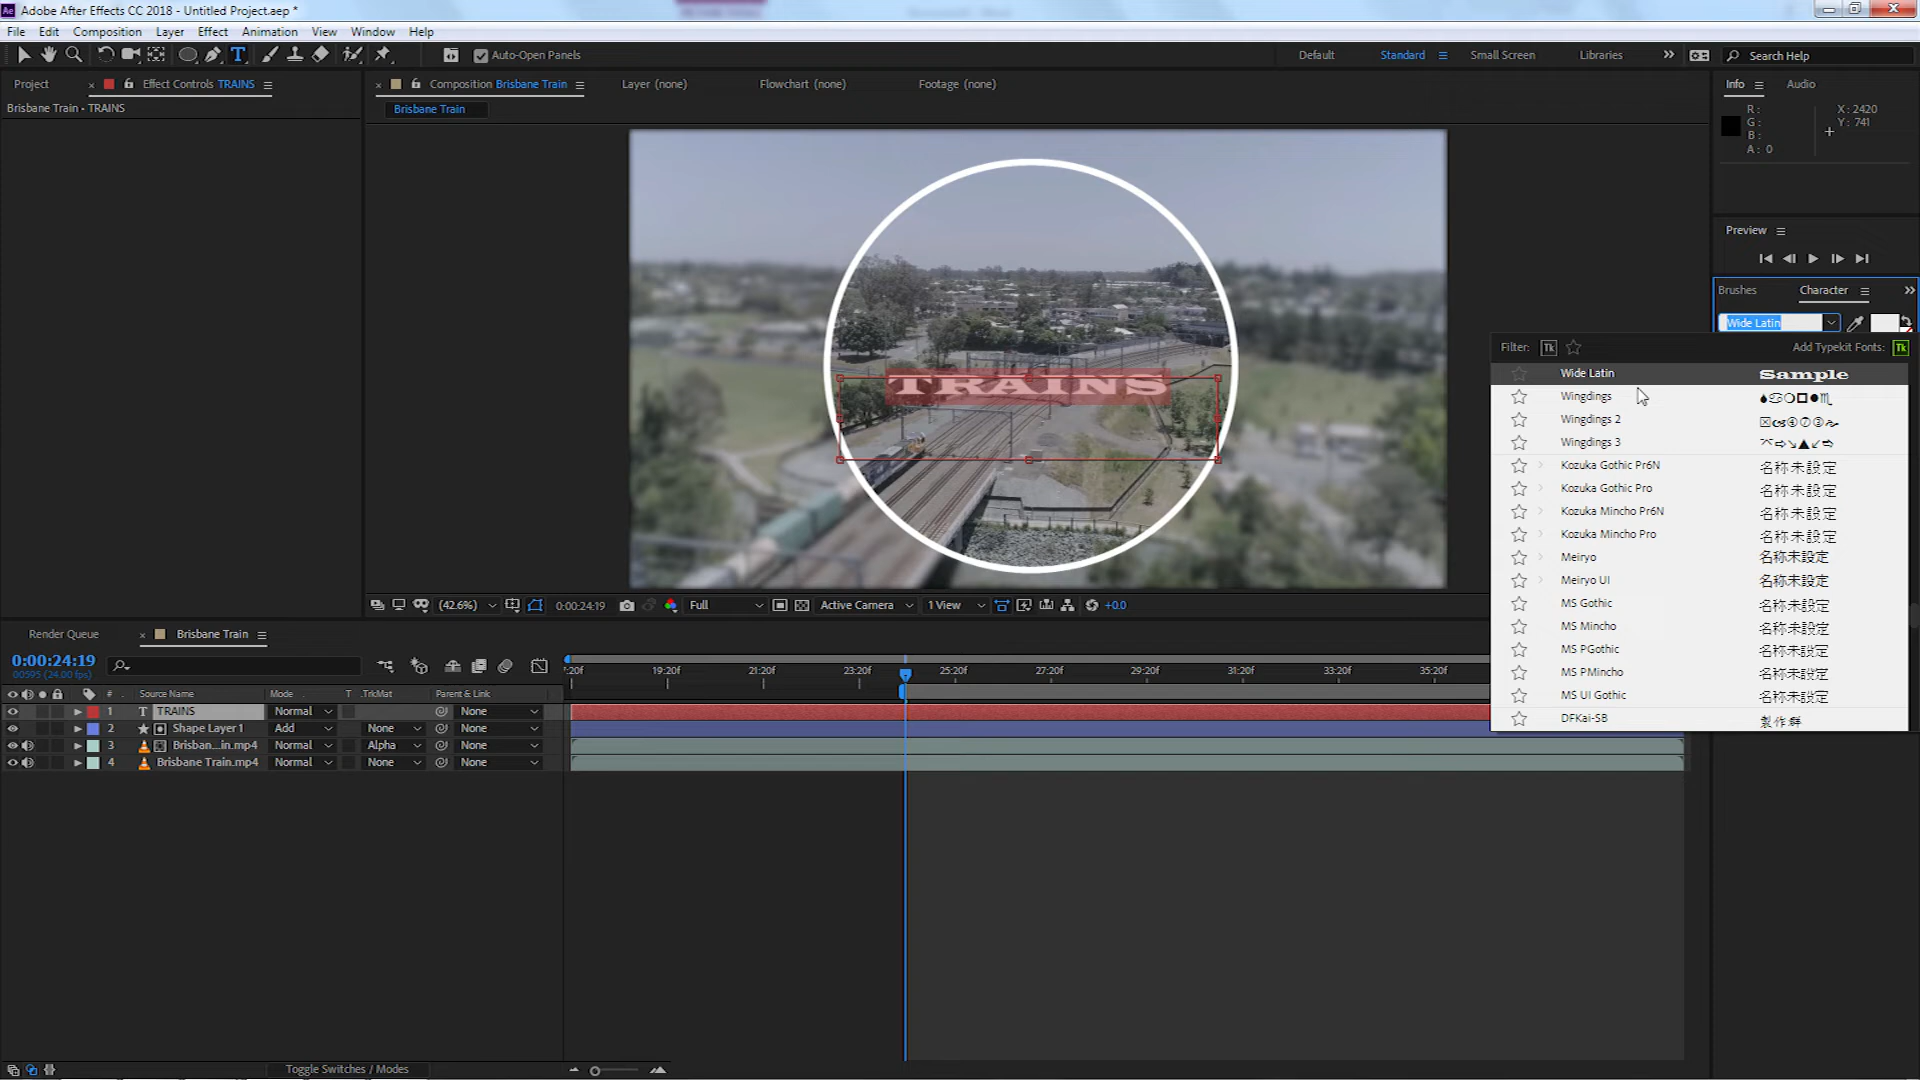 Adobe After Effects CC 2018 - Untitled Project.aep *
File Edit Composition Layer Effect Animation View Window Help
Auto-Open Panels
Default Standard Small Screen Libraries Search Help
Project Effect Controls TRAINS
Composition Brisbane Train Layer (none) Flowchart (none) Footage (none)
Info Audio
Brisbane Train - TRAINS
Brisbane Train
R :
G :
B :
A : 0
X : 2420
Y : 741
Preview
Brushes Character
Wide Latin
Filter: Tk Add Typekit Fonts: Tk
Wide Latin Sample
Wingdings
Wingdings 2
Wingdings 3
Kozuka Gothic Pr6N 名称未設定
Kozuka Gothic Pro 名称未設定
Kozuka Mincho Pr6N 名称未設定
Kozuka Mincho Pro 名称未設定
Meiryo 名称未設定
Meiryo UI 名称未設定
MS Gothic 名称未設定
MS Mincho 名称未設定
MS PGothic 名称未設定
MS PMincho 名称未設定
MS UI Gothic 名称未設定
DFKai-SB 製作群
TRAINS
(42.6%) 0:00:24:19 Full Active Camera 1 View +0.0
Render Queue Brisbane Train
0:00:24:19
00595 (24.00 fps)
:20f 19:20f 21:20f 23:20f 25:20f 27:20f 29:20f 31:20f 33:20f 35:20f
# Source Name Mode T .TrkMat Parent & Link
1 T TRAINS Normal None
2 Shape Layer 1 Add None None
3 Brisban...in.mp4 Normal Alpha None
4 Brisbane Train.mp4 Normal None None
Toggle Switches / Modes